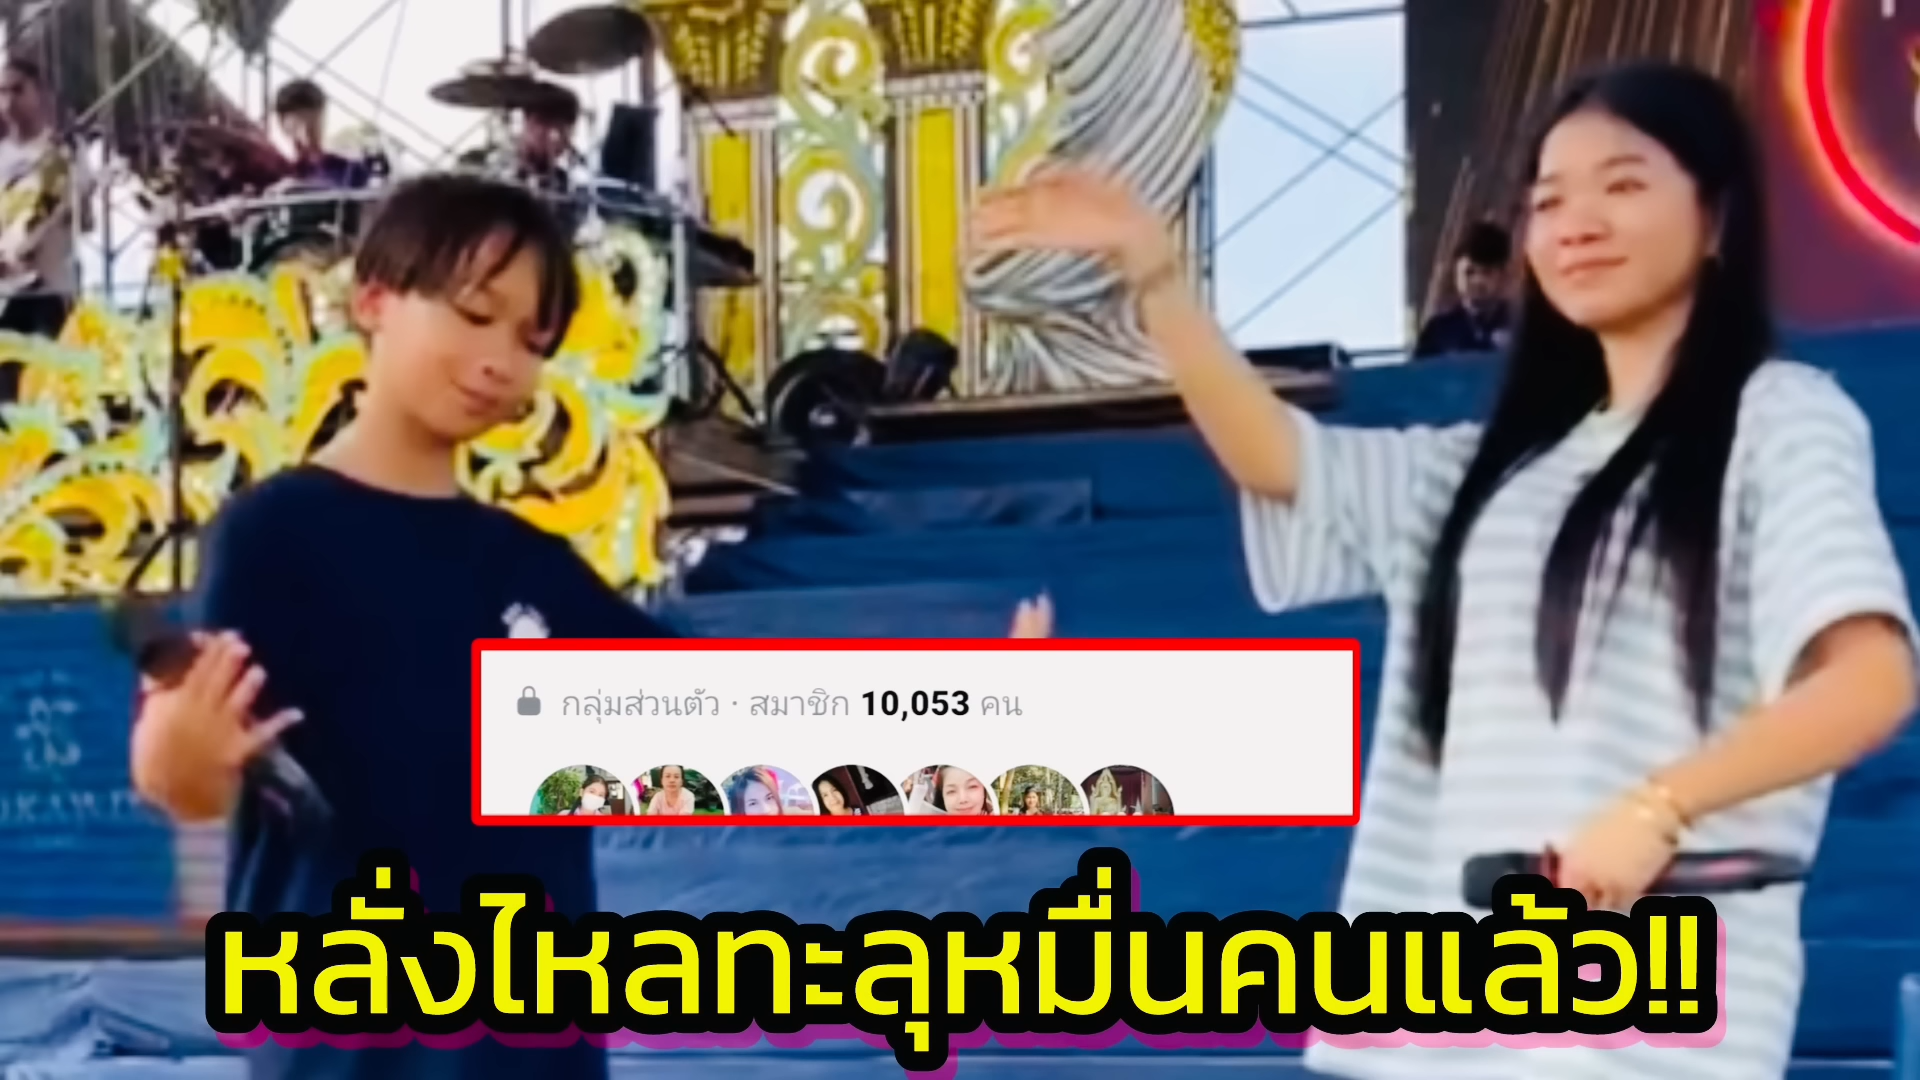 กลุ่มส่วนตัว · สมาชิก 10,053 คน
หลั่งไหลทะลุหมื่นคนแล้ว!!